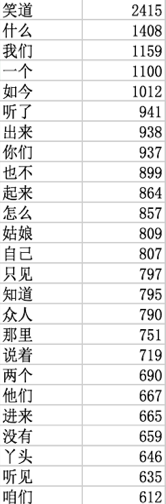 笑道 2415
什么 1408
我们 1159
一个 1100
如今 1012
听了 941
出来 938
你们 937
也不 899
起来 864
怎么 857
姑娘 809
自己 807
只见 797
知道 795
众人 790
那里 751
说着 719
两个 690
他们 667
进来 665
没有 659
丫头 646
听见 635
咱们 612